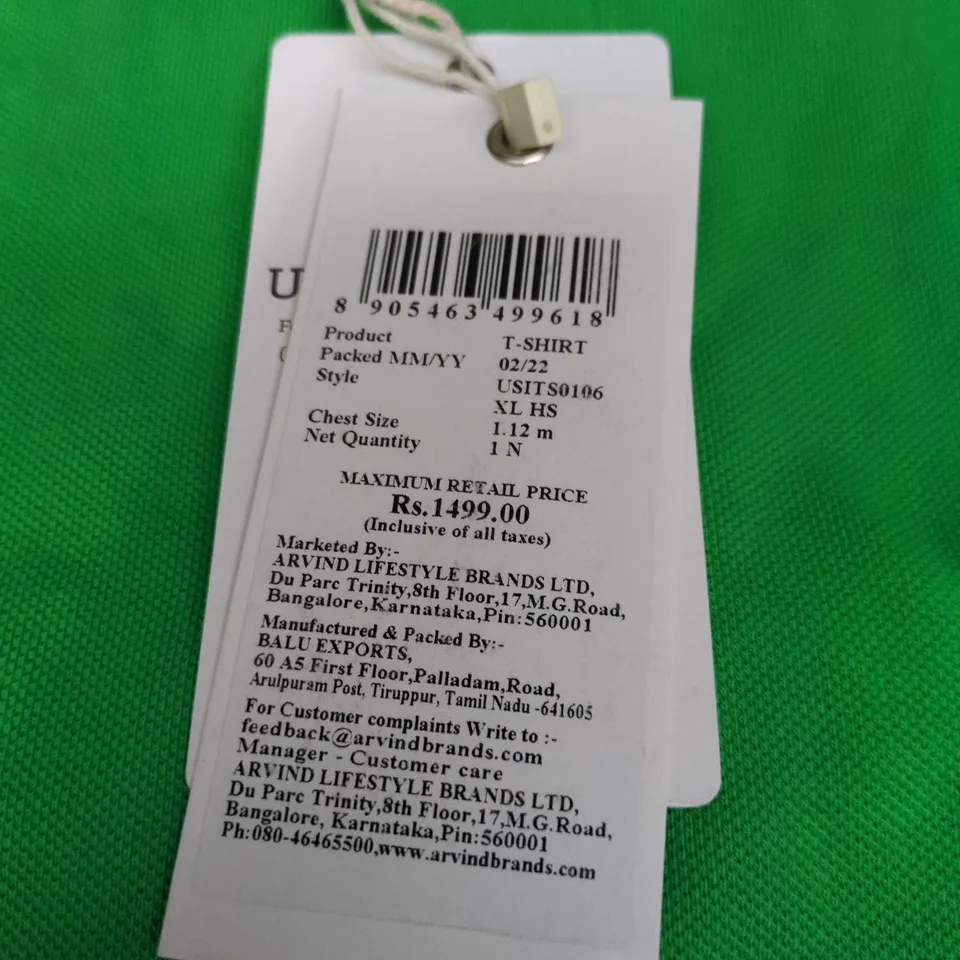 U
F
(
8 905463 499618
Product T-SHIRT
Packed MM/YY 02/22
Style USITS0106
XL HS
Chest Size 1.12 m
Net Quantity 1 N
MAXIMUM RETAIL PRICE
Rs.1499.00
(Inclusive of all taxes)
Marketed By:-
ARVIND LIFESTYLE BRANDS LTD,
Du Parc Trinity,8th Floor,17,M.G.Road,
Bangalore,Karnataka,Pin:560001
Manufactured & Packed By:-
BALU EXPORTS,
60 A5 First Floor,Palladam,Road,
Arulpuram Post, Tiruppur, Tamil Nadu -641605
For Customer complaints Write to :-
feedback@arvindbrands.com
Manager - Customer care
ARVIND LIFESTYLE BRANDS LTD,
Du Parc Trinity,8th Floor,17,M.G.Road,
Bangalore, Karnataka,Pin:560001
Ph:080-46465500,www.arvindbrands.com